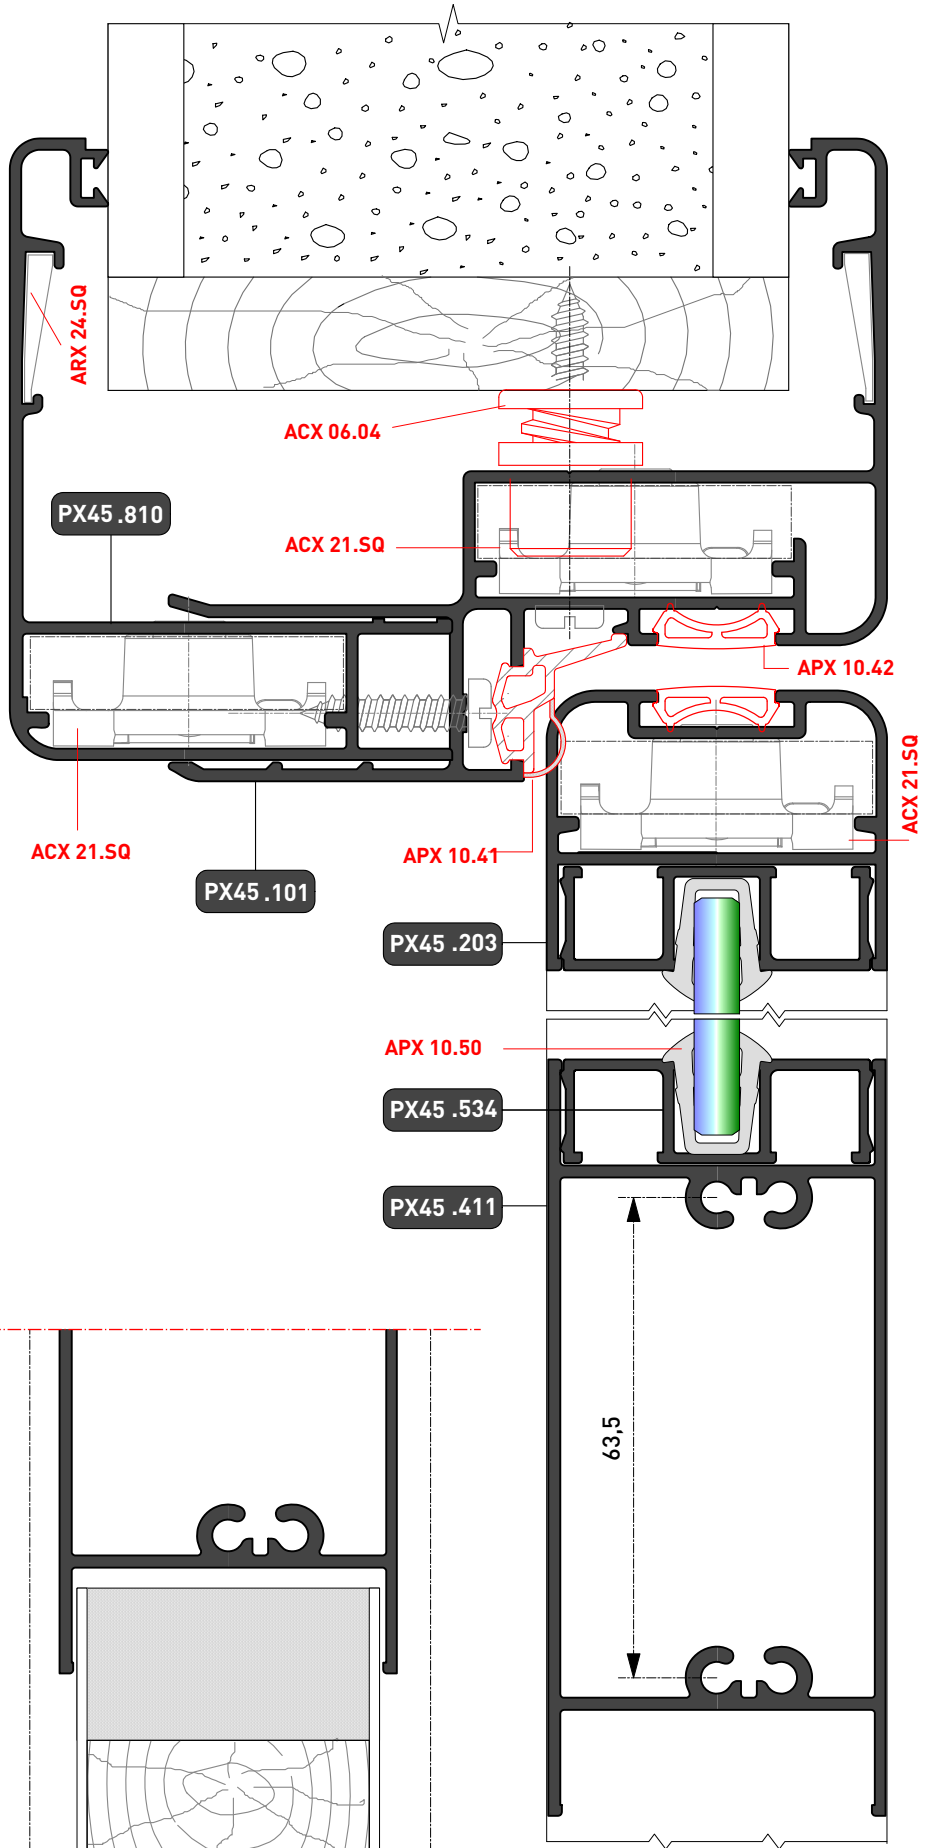 ARX 24.SQ
ACX 06.04
PX45 .810
ACX 21.SQ
APX 10.42
ACX 21.SQ
ACX 21.SQ
APX 10.41
PX45 .101
PX45 .203
APX 10.50
PX45 .534
PX45 .411
63,5